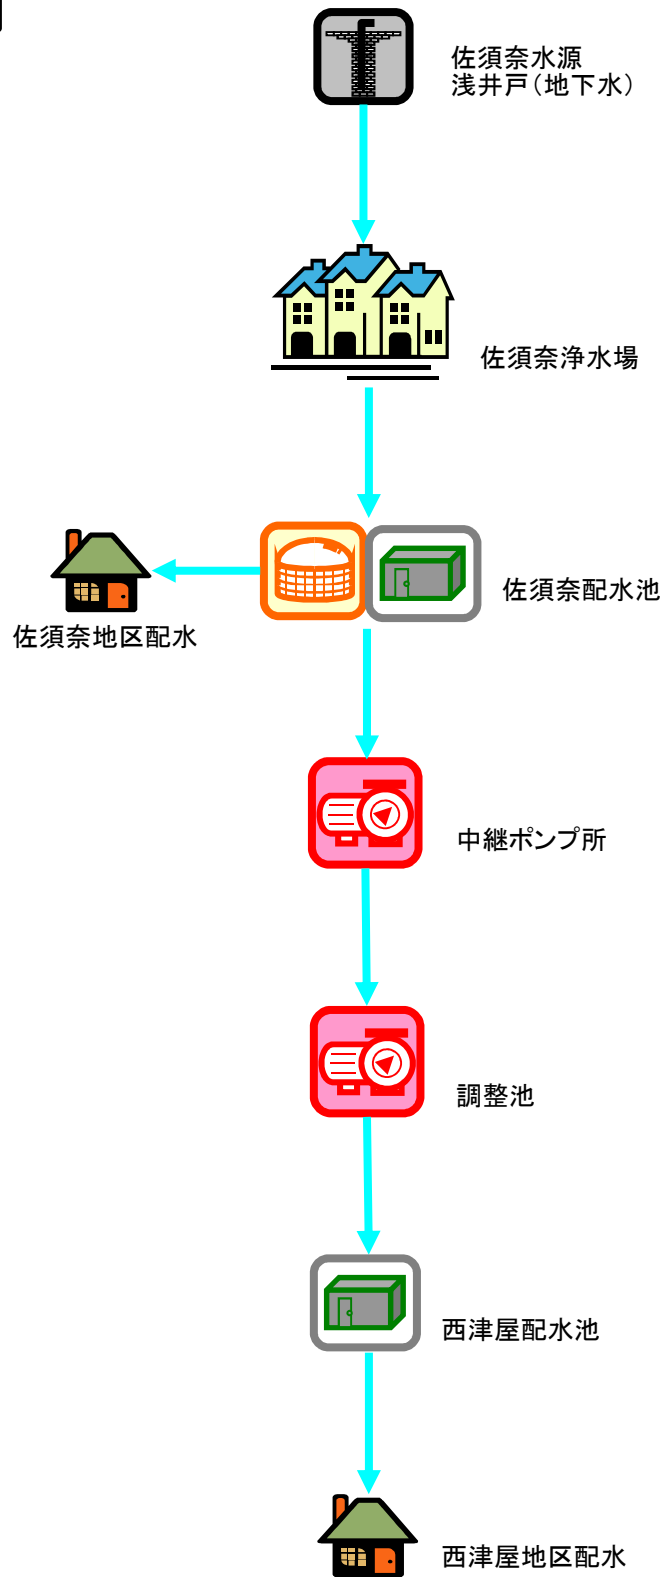 佐須奈水源
浅井戸（地下水）
佐須奈浄水場
佐須奈配水池
佐須奈地区配水
中継ポンプ所
調整池
西津屋配水池
西津屋地区配水